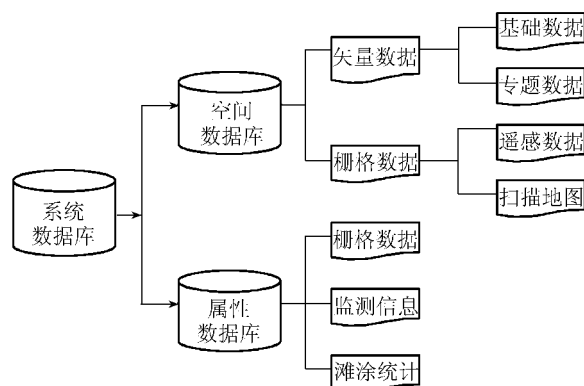 基础数据
矢量数据
专题数据
空间
数据库
遥感数据
栅格数据
扫描地图
系统
数据库
栅格数据
属性
数据库
监测信息
滩涂统计